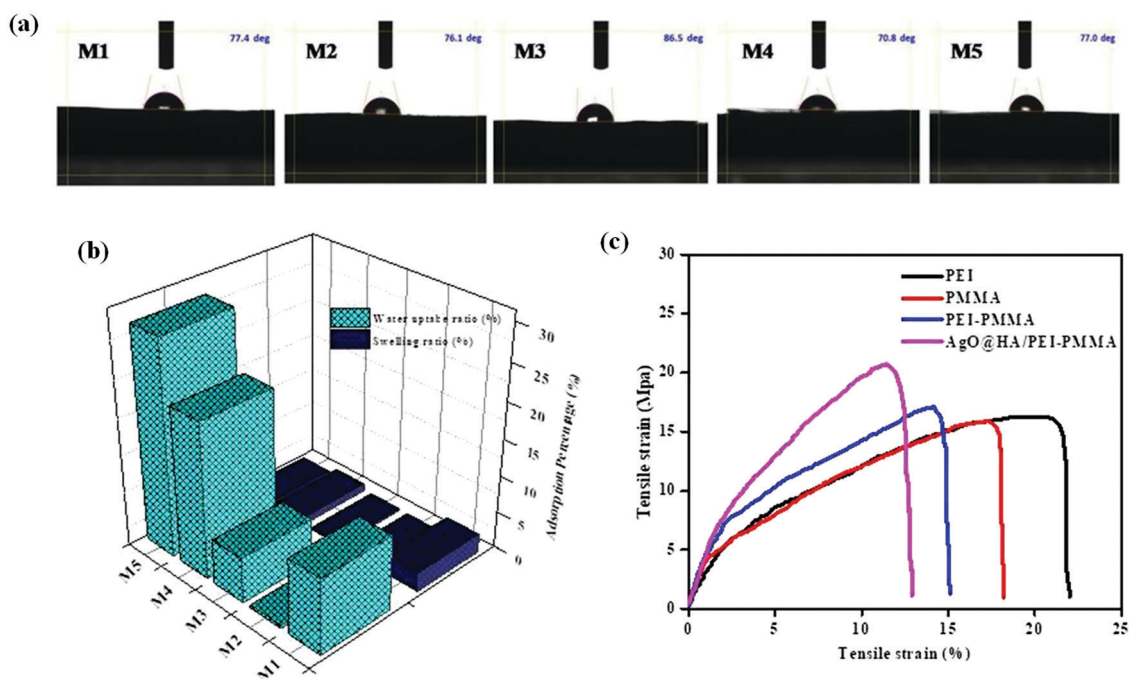 (a)
M1 77.4 deg
M2 76.1 deg
M3 86.5 deg
M4 70.8 deg
M5 77.0 deg
(b)
Water uptake ratio (%)
Swelling ratio (%)
30
25
20
15
10
5
0
Adsorption Percentage (%)
M5
M4
M3
M2
M1
(c)
30
25
20
15
10
5
0
Tensile strain (Mpa)
PEI
PMMA
PEI-PMMA
AgO@HA/PEI-PMMA
0 5 10 15 20 25
Tensile strain (%)